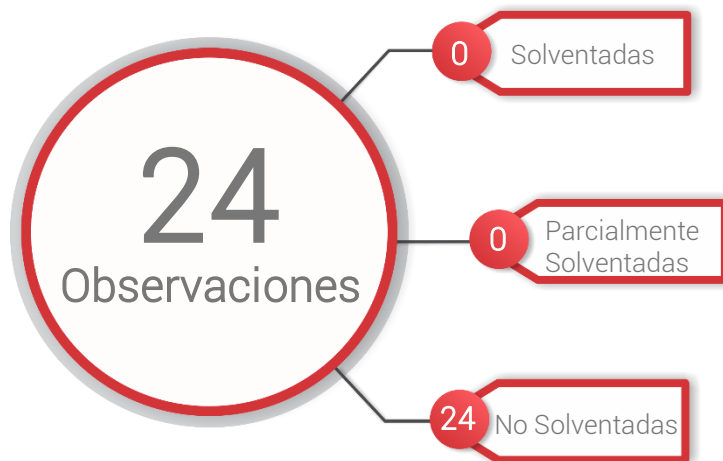 24
Observaciones
0
Solventadas
0
Parcialmente
Solventadas
24
No Solventadas